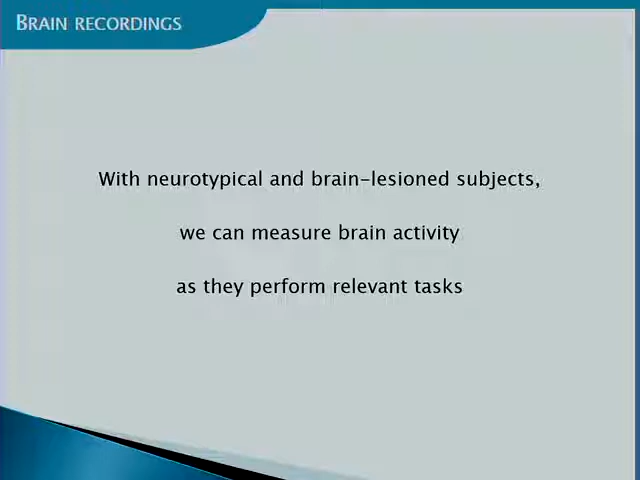 BRAIN RECORDINGS
With neurotypical and brain-lesioned subjects,
we can measure brain activity
as they perform relevant tasks